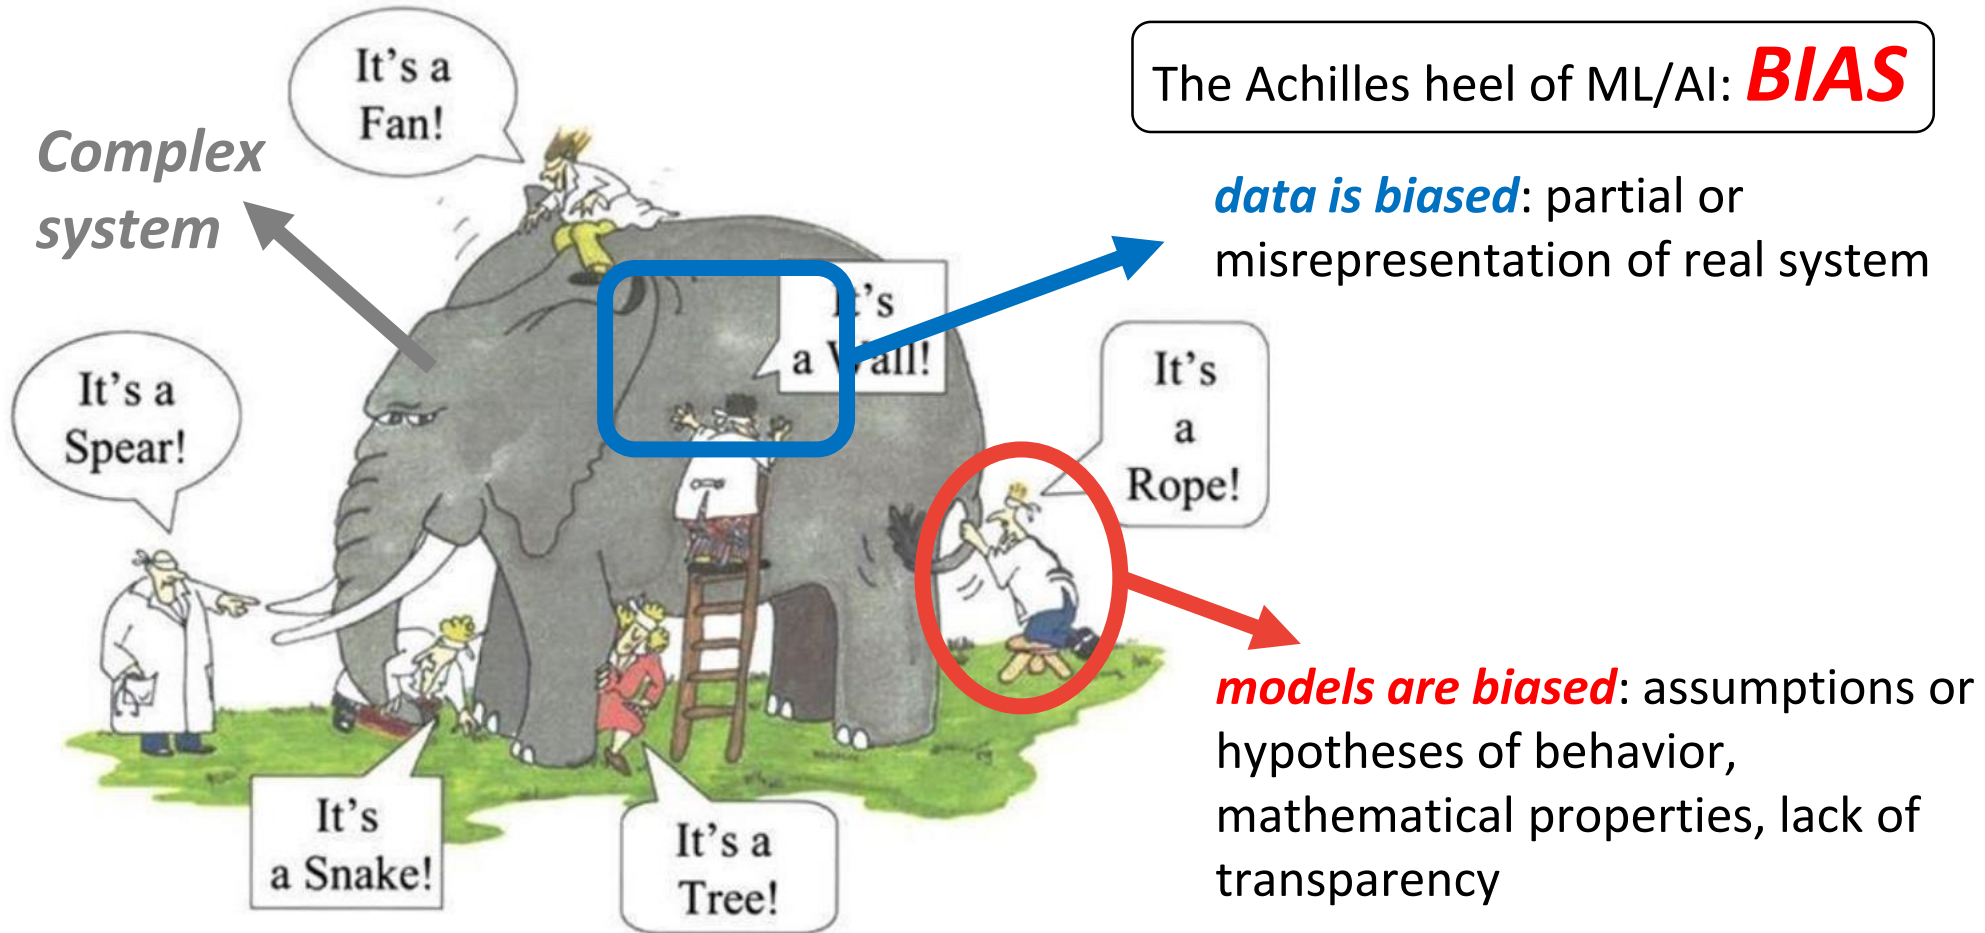 It's a
Fan!
The Achilles heel of ML/AI: BIAS
Complex
system
data is biased: partial or
misrepresentation of real system
It's
a Wall!
It's a
Spear!
It's
a
Rope!
models are biased: assumptions or
hypotheses of behavior,
mathematical properties, lack of
transparency
It's
a Snake!
It's a
Tree!